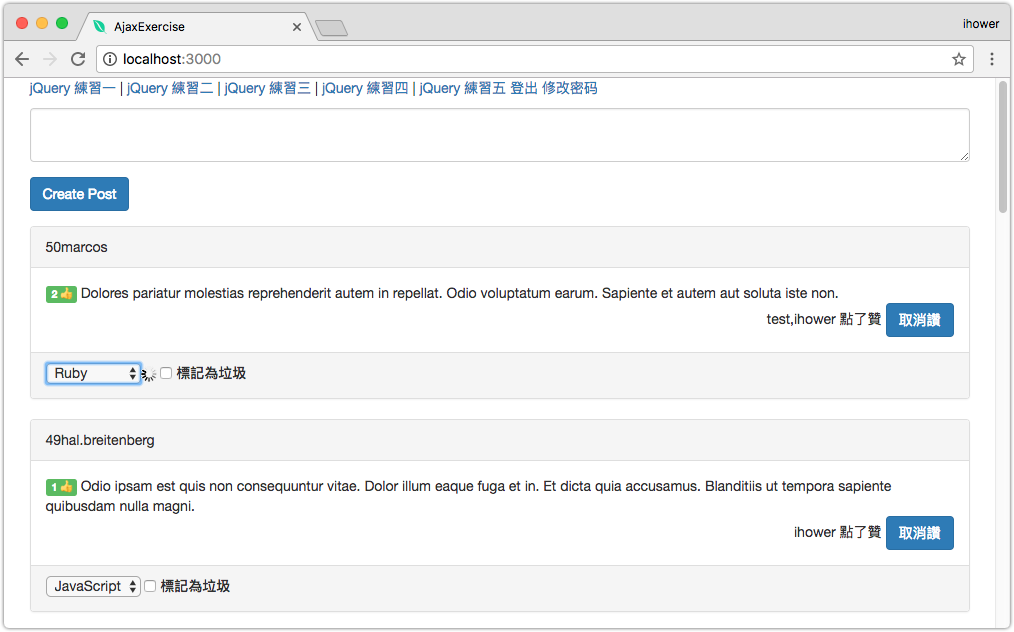 AjaxExercise
ihower
localhost:3000
jQuery 練習一 | jQuery 練習二 | jQuery 練習三 | jQuery 練習四 | jQuery 練習五 登出 修改密码
Create Post
50marcos
2 👍 Dolores pariatur molestias reprehenderit autem in repellat. Odio voluptatum earum. Sapiente et autem aut soluta iste non.
test,ihower 點了贊 取消讚
Ruby 標記為垃圾
49hal.breitenberg
1 👍 Odio ipsam est quis non consequuntur vitae. Dolor illum eaque fuga et in. Et dicta quia accusamus. Blanditiis ut tempora sapiente
quibusdam nulla magni.
ihower 點了贊 取消讚
JavaScript 標記為垃圾